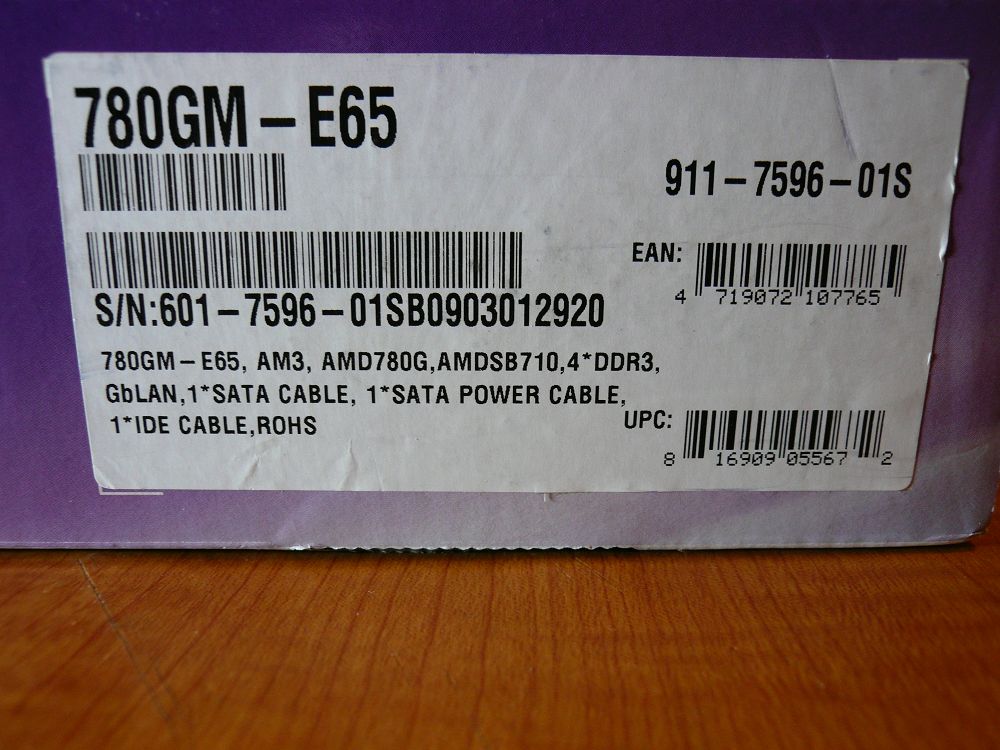 780GM-E65
911-7596-01S
S/N:601-7596-01SB0903012920
EAN:
4 719072 107765
780GM-E65, AM3, AMD780G,AMDSB710,4*DDR3,
GbLAN,1*SATA CABLE, 1*SATA POWER CABLE,
1*IDE CABLE,ROHS
UPC:
8 16909 05567 2